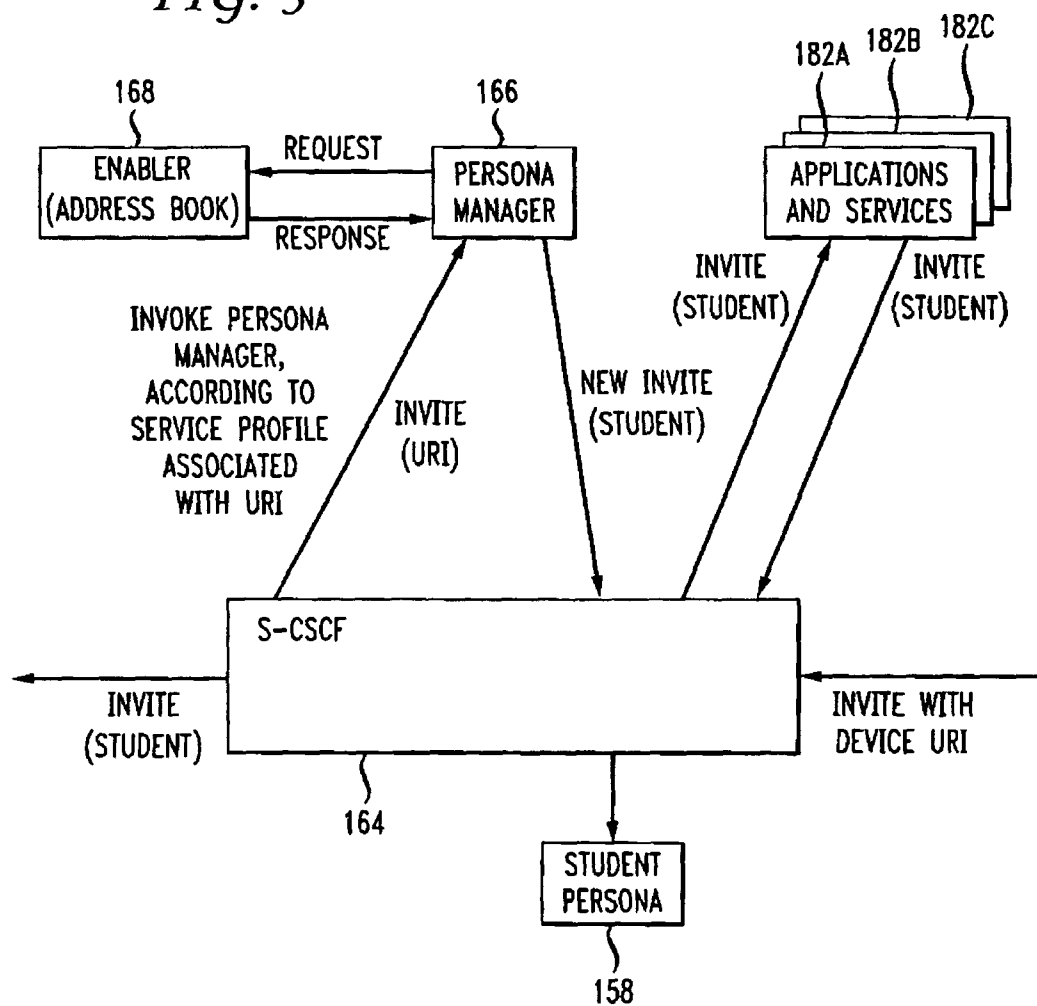 FIG. 5
182C
182B
182A
168
166
ENABLER
(ADDRESS BOOK)
REQUEST
RESPONSE
PERSONA
MANAGER
APPLICATIONS
AND SERVICES
INVITE
(STUDENT)
INVITE
(STUDENT)
INVOKE PERSONA
MANAGER,
ACCORDING TO
SERVICE PROFILE
ASSOCIATED
WITH URI
INVITE
(URI)
NEW INVITE
(STUDENT)
S-CSCF
INVITE
(STUDENT)
INVITE WITH
DEVICE URI
164
STUDENT
PERSONA
158